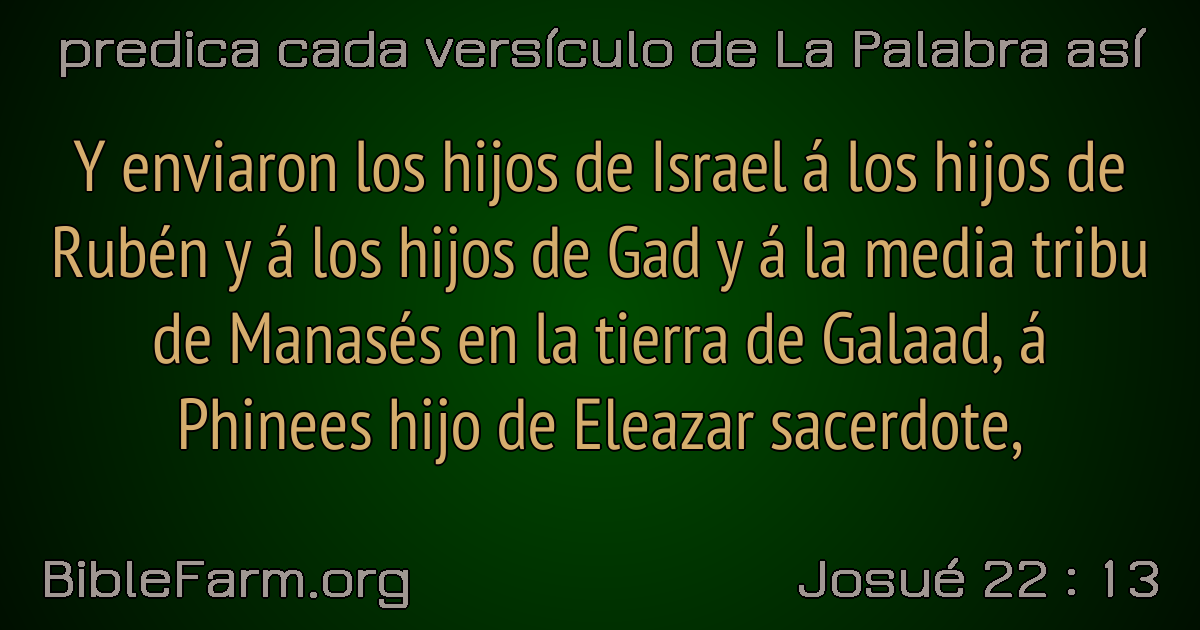 predica cada versículo de La Palabra así
Y enviaron los hijos de Israel á los hijos de
Rubén y á los hijos de Gad y á la media tribu
de Manasés en la tierra de Galaad, á
Phinees hijo de Eleazar sacerdote,
BibleFarm.org
Josué 22 : 13